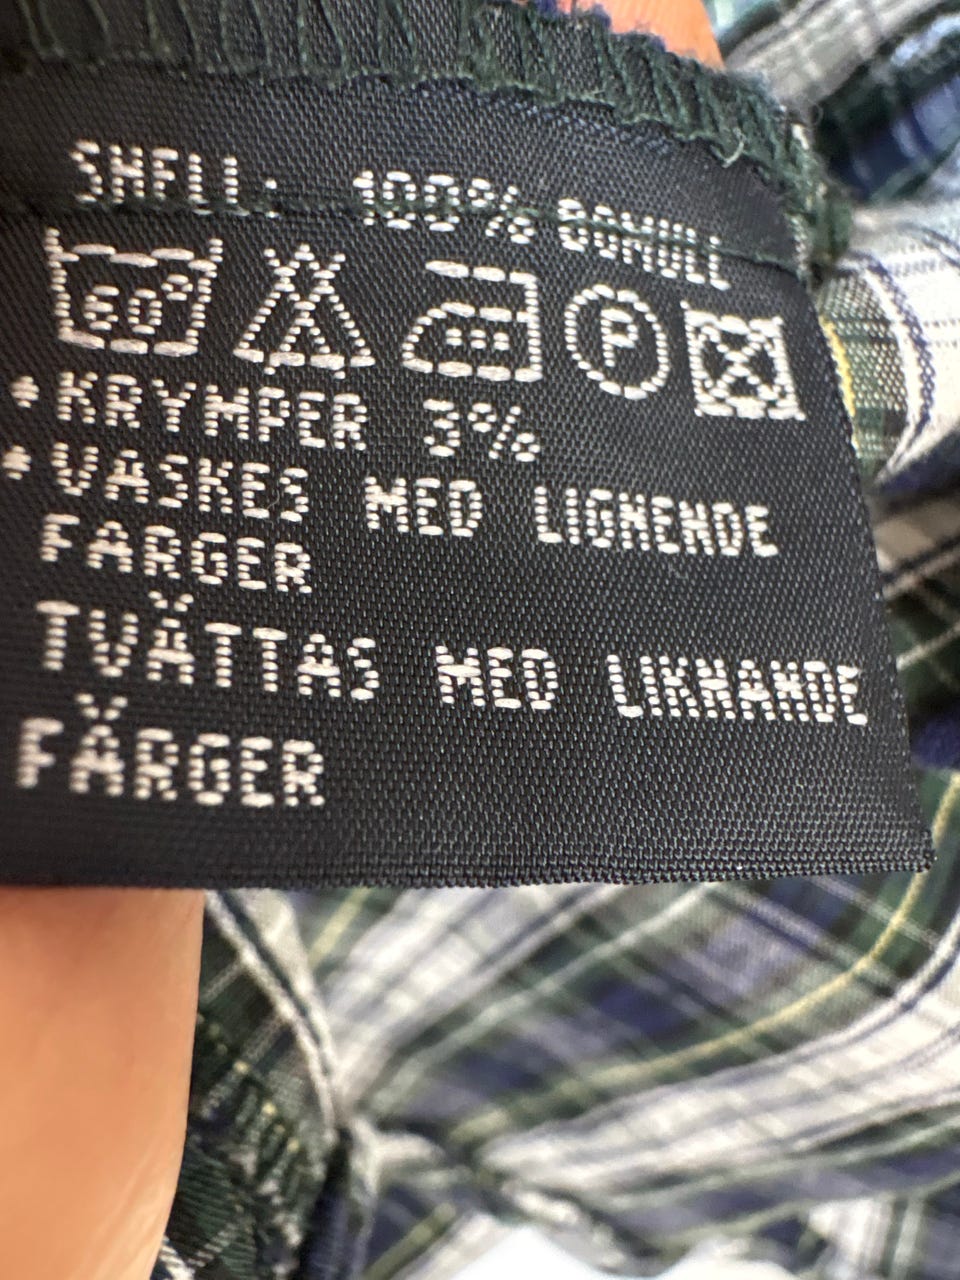 SHELL: 100% BOMULL
60°
P
• KRYMPER 3%
• VASKES MED LIGNENDE
FARGER
TVÄTTAS MED LIKNANDE
FÄRGER